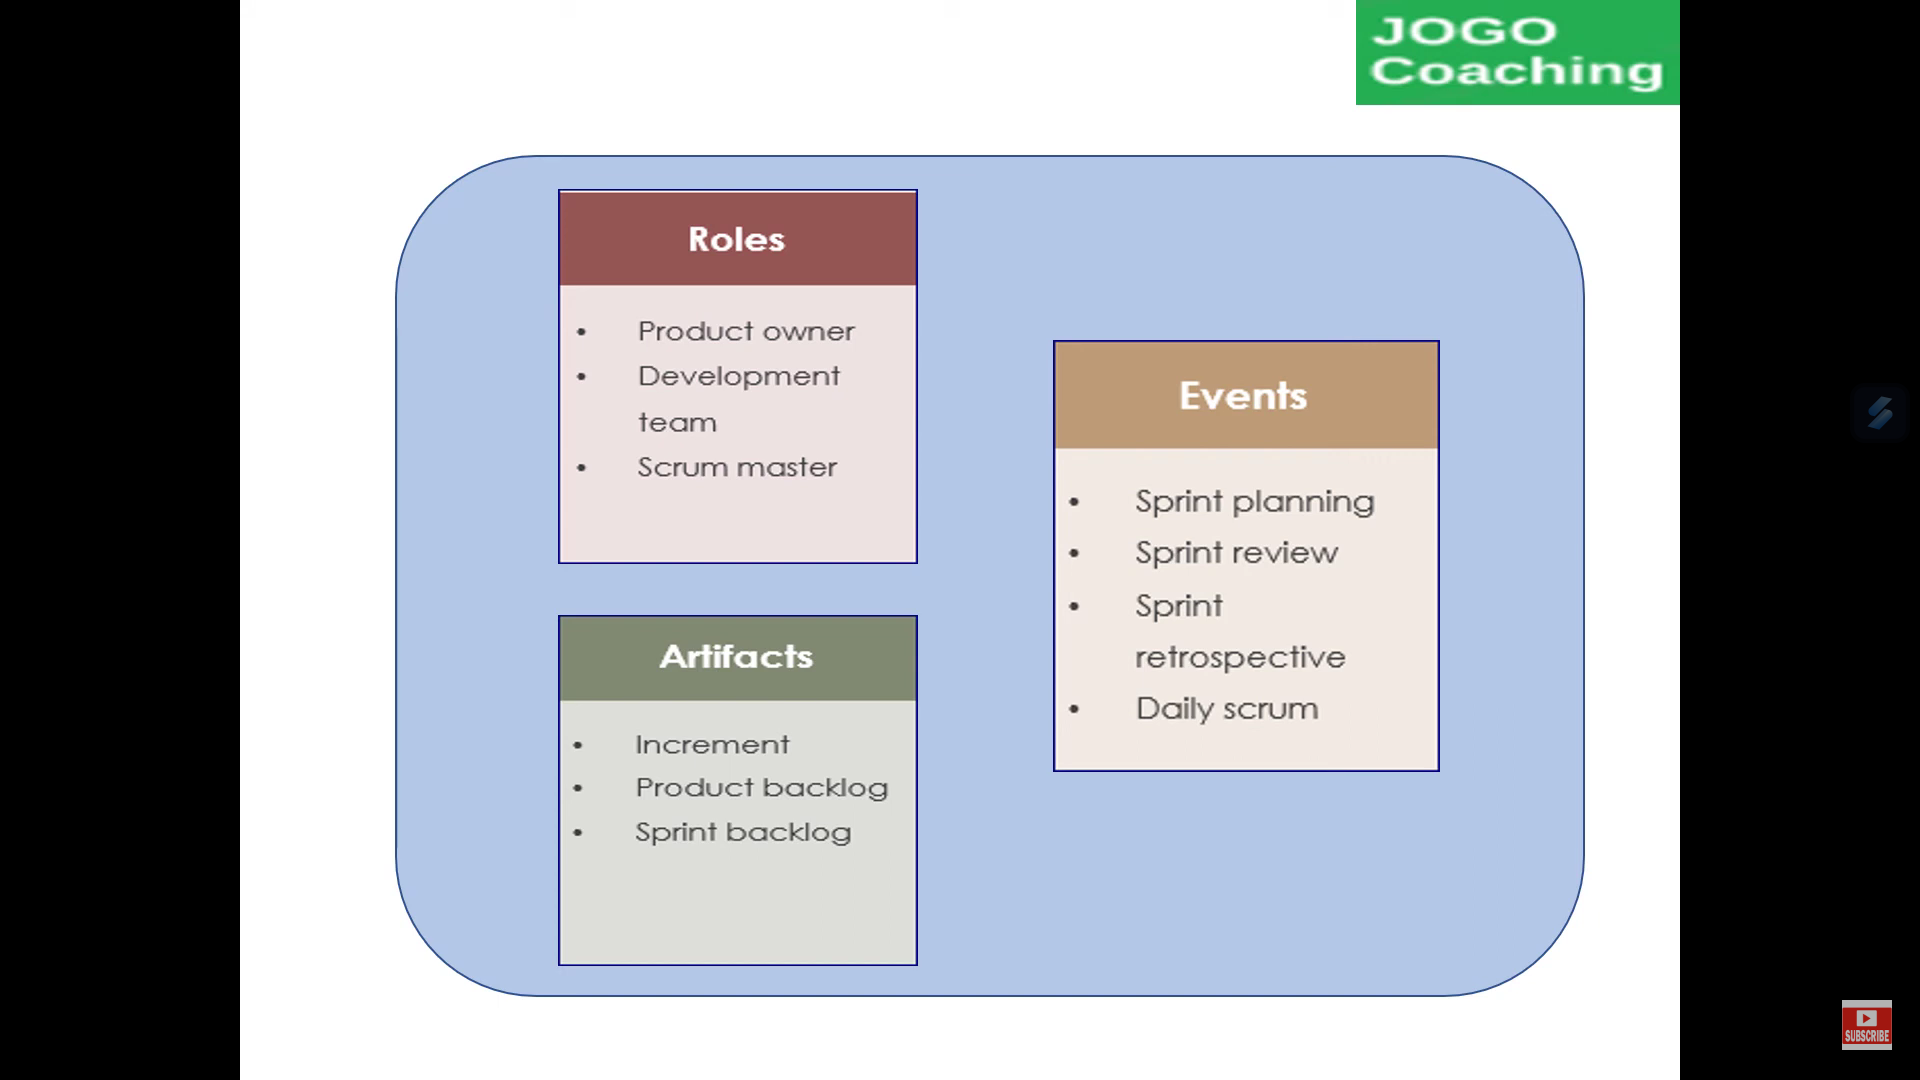 JOGO
Coaching
Roles
• Product owner
• Development
team
• Scrum master
Artifacts
• Increment
• Product backlog
• Sprint backlog
Events
• Sprint planning
• Sprint review
• Sprint
retrospective
• Daily scrum
SUBSCRIBE